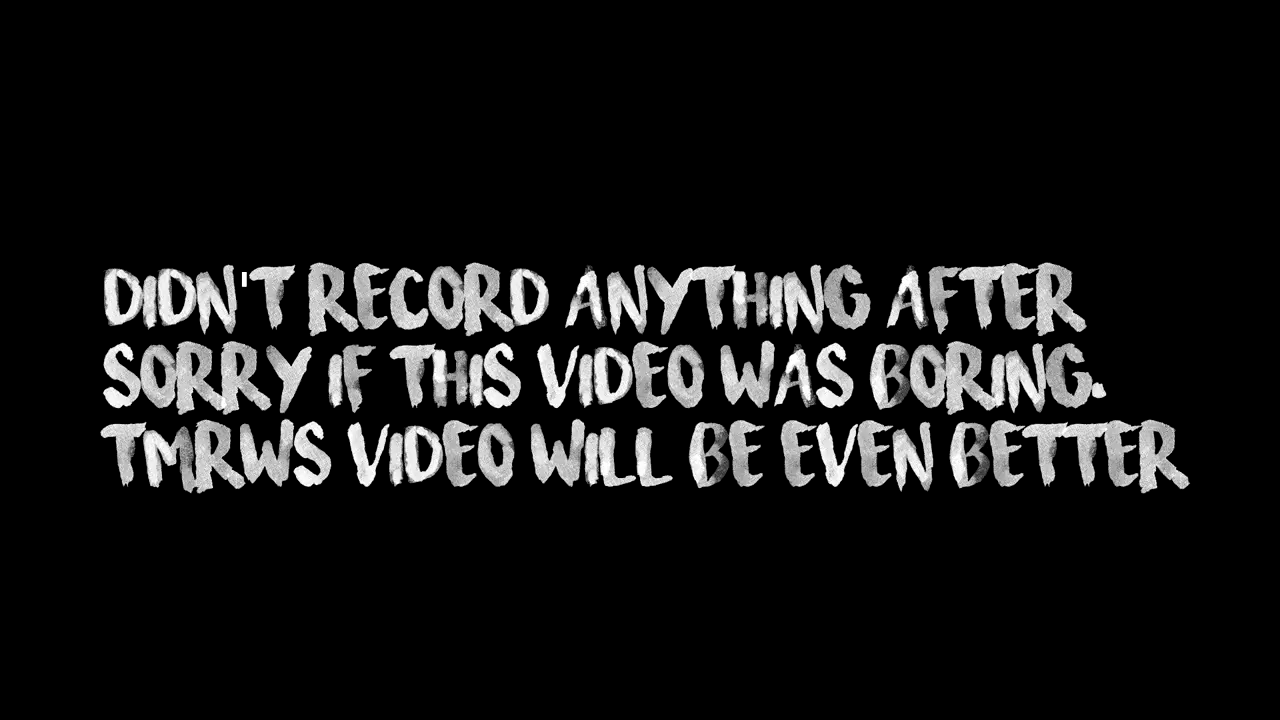 DIDN'T RECORD ANYTHING AFTER
SORRY IF THIS VIDEO WAS BORING.
TMRWS VIDEO WILL BE EVEN BETTER